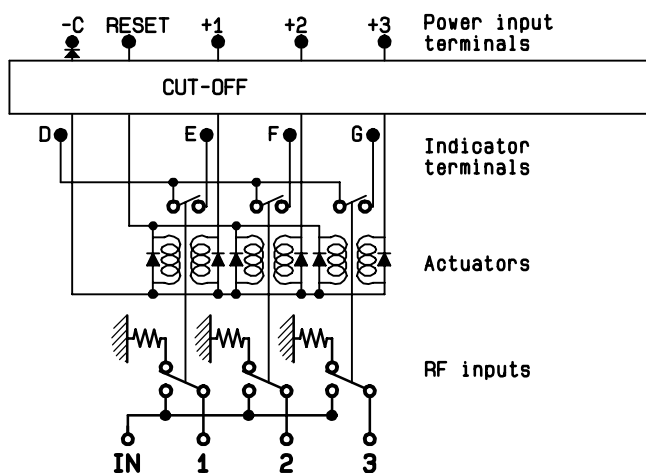 -C RESET +1 +2 +3 Power input
terminals
CUT-OFF
D E F G Indicator
terminals
Actuators
RF inputs
IN 1 2 3